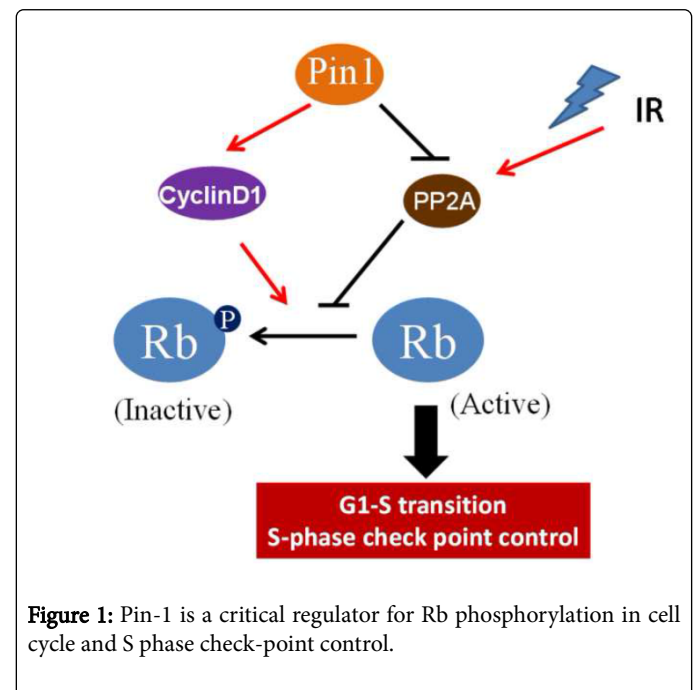 Pin1
IR
CyclinD1
PP2A
Rb
P
Rb
(Inactive)
(Active)
G1-S transition
S-phase check point control
Figure 1: Pin-1 is a critical regulator for Rb phosphorylation in cell
cycle and S phase check-point control.